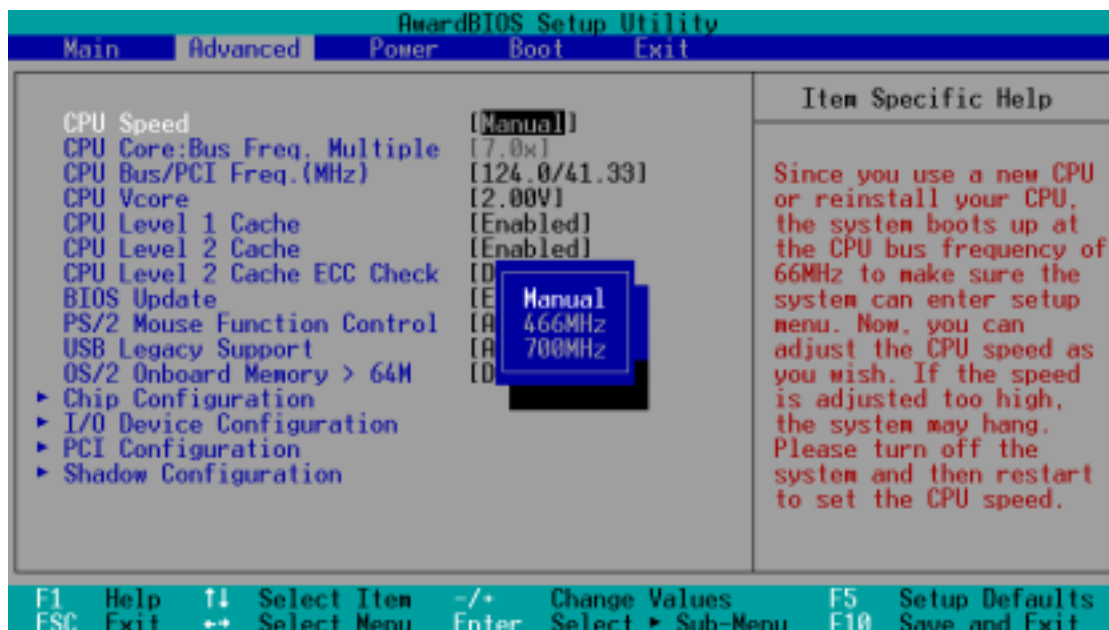 AwardBIOS Setup Utility
Main Advanced Power Boot Exit
Item Specific Help
CPU Speed [Manual]
CPU Core:Bus Freq. Multiple [7.0x]
CPU Bus/PCI Freq.(MHz) [124.0/41.33]
CPU Vcore [2.00V]
CPU Level 1 Cache [Enabled]
CPU Level 2 Cache [Enabled]
CPU Level 2 Cache ECC Check [D
BIOS Update [E
PS/2 Mouse Function Control [A
USB Legacy Support [A
OS/2 Onboard Memory > 64M [D
► Chip Configuration
► I/O Device Configuration
► PCI Configuration
► Shadow Configuration
Manual
466MHz
700MHz
Since you use a new CPU
or reinstall your CPU,
the system boots up at
the CPU bus frequency of
66MHz to make sure the
system can enter setup
menu. Now, you can
adjust the CPU speed as
you wish. If the speed
is adjusted too high,
the system may hang.
Please turn off the
system and then restart
to set the CPU speed.
F1 Help ↑↓ Select Item -/+ Change Values F5 Setup Defaults
ESC Exit ←→ Select Menu Enter Select ► Sub-Menu F10 Save and Exit